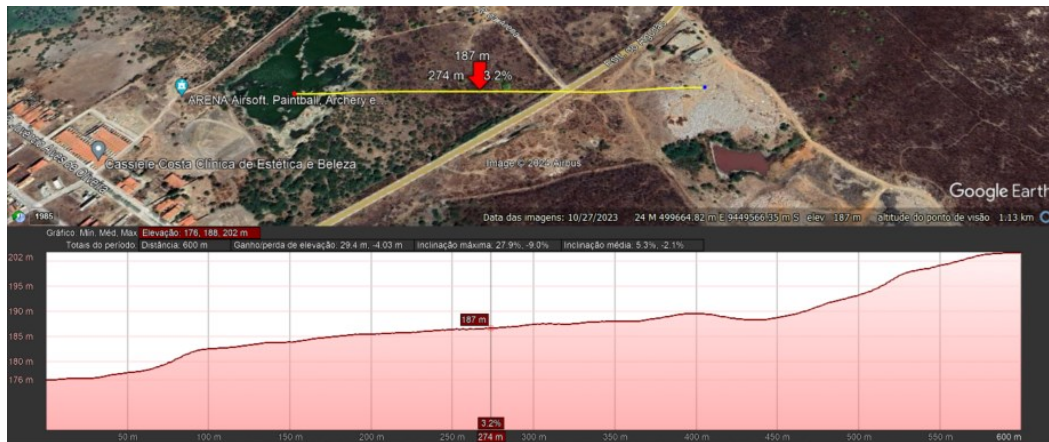 187 m
274 m 3.2%
ARENA Airsoft, Paintball, Archery e
Cassiele Costa Clínica de Estética e Beleza
Image © 2024 Airbus
Google Earth
1985
Data das imagens: 10/27/2023 24 M 499664.82 m E 9449566.35 m S elev 187 m altitude do ponto de visão 1.13 km
Gráfico: Mín, Méd, Máx Elevação: 176, 188, 202 m
Totais do período: Distância: 600 m Ganho/perda de elevação: 29.4 m, -4.03 m Inclinação máxima: 27.9%, -9.0% Inclinação média: 5.3%, -2.1%
202 m
195 m
190 m
187 m
185 m
180 m
176 m
3.2%
50 m 100 m 150 m 200 m 250 m 274 m 300 m 350 m 400 m 450 m 500 m 550 m 600 m